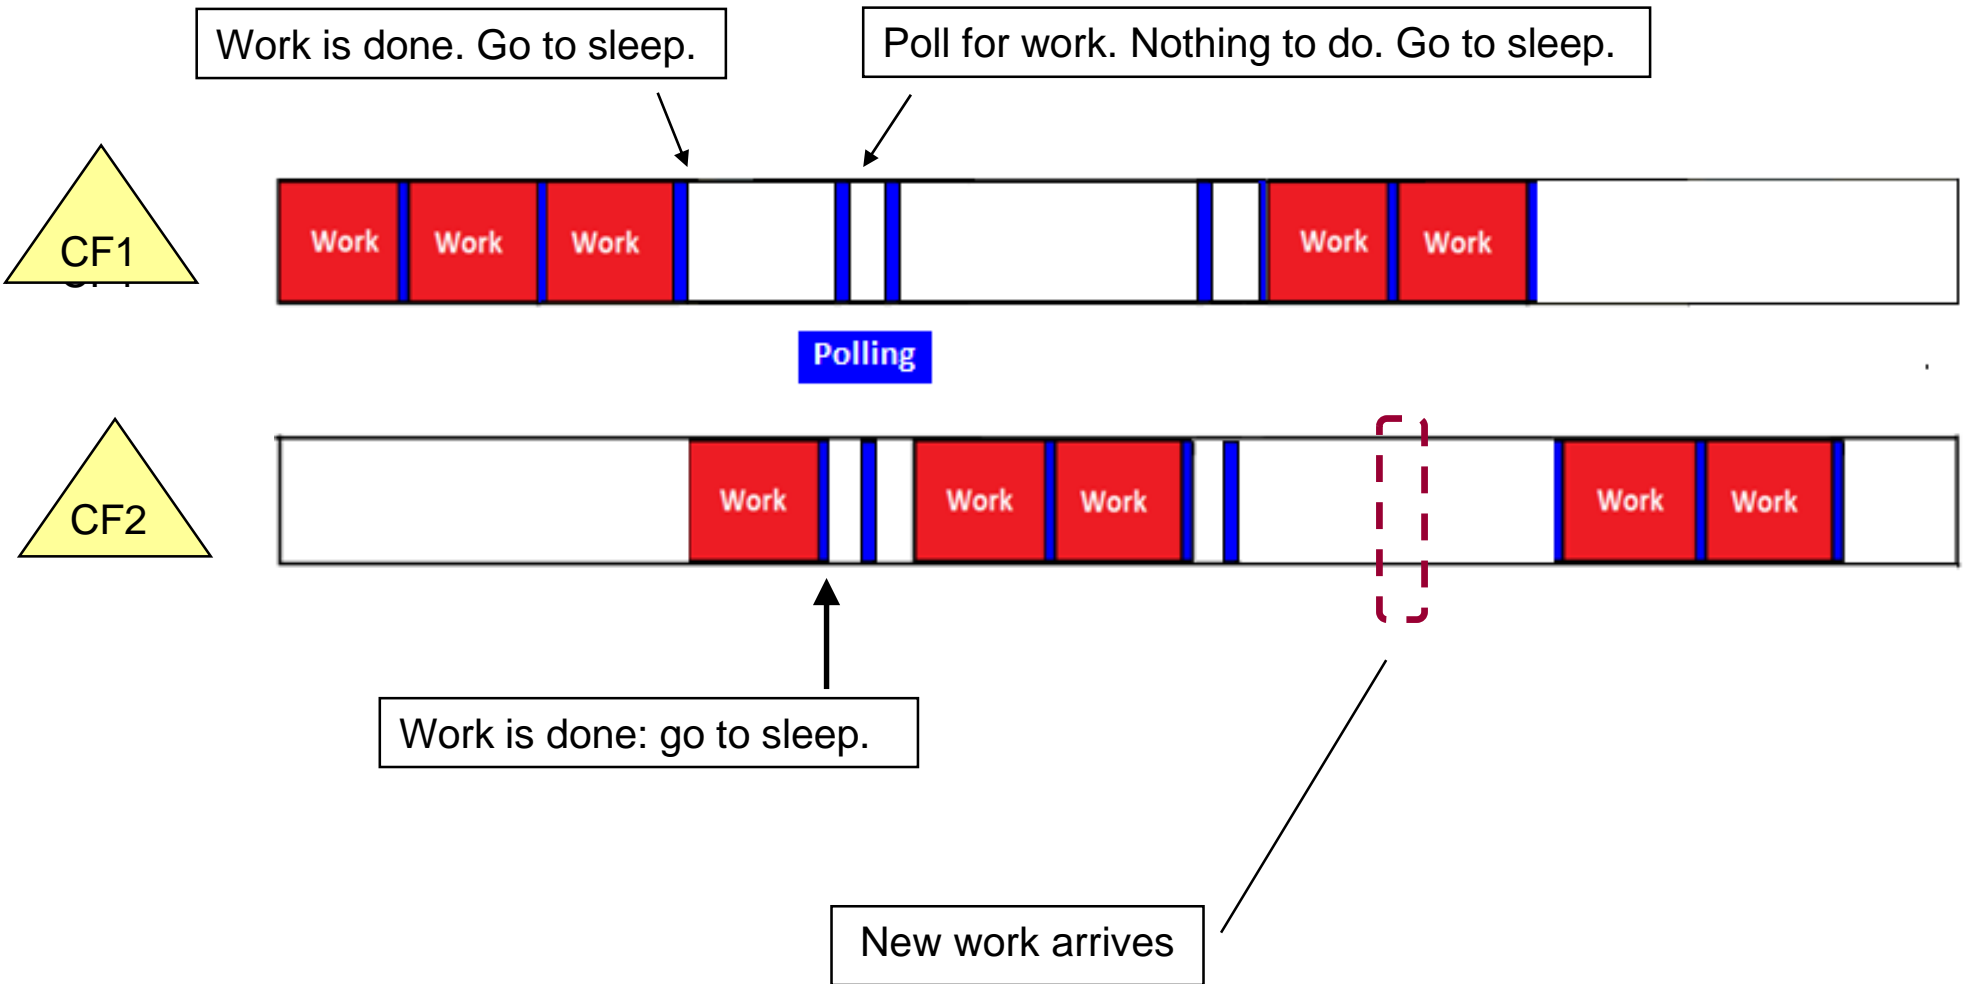 Work is done. Go to sleep.
Poll for work. Nothing to do. Go to sleep.
CF1
Work Work Work Work Work
Polling
CF2
Work Work Work Work Work
Work is done: go to sleep.
New work arrives